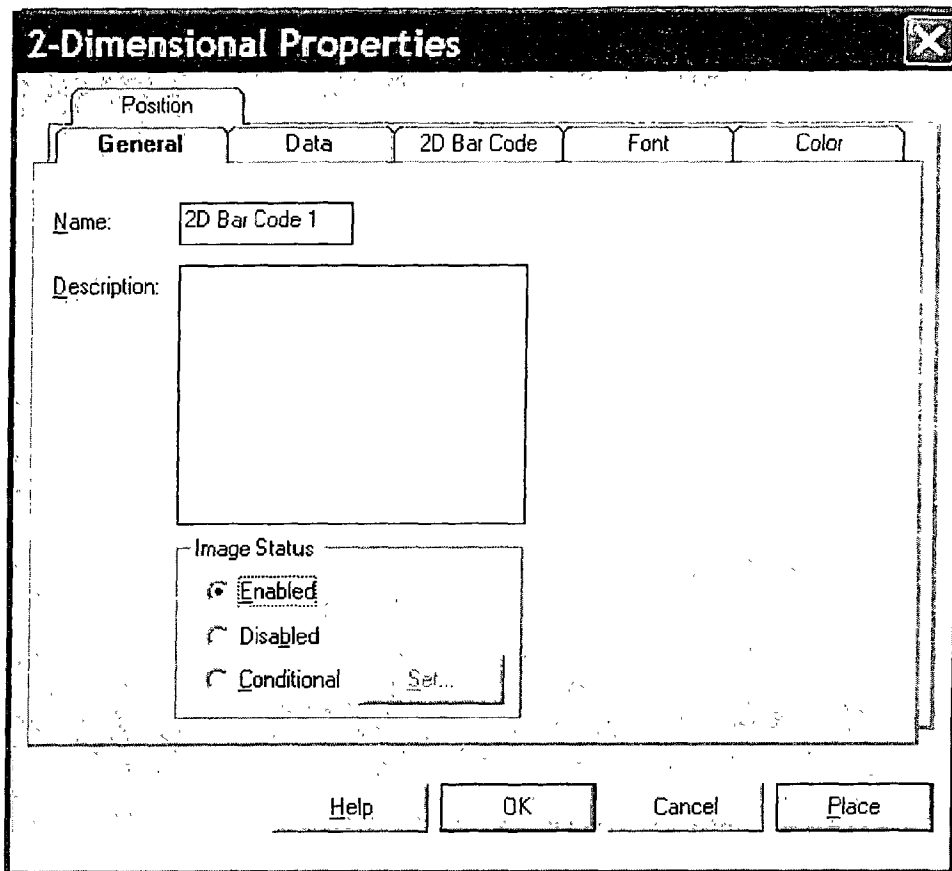 2-Dimensional Properties
Position
General Data 2D Bar Code Font Color
Name: 2D Bar Code 1
Description:
Image Status
Enabled
Disabled
Conditional Set...
Help OK Cancel Place